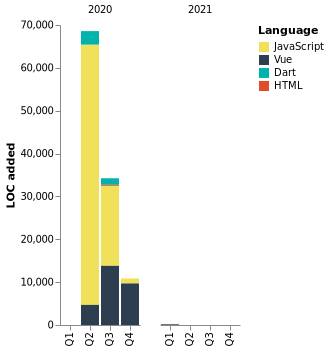 2020 2021
Language
JavaScript
Vue
Dart
HTML
LOC added
70,000
60,000
50,000
40,000
30,000
20,000
10,000
0
Q1 Q2 Q3 Q4 Q1 Q2 Q3 Q4